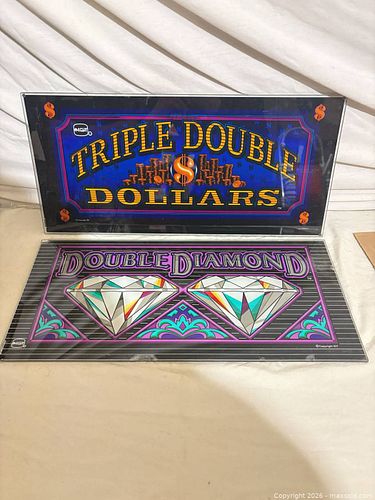 TRIPLE DOUBLE
$
DOLLARS
DOUBLE DIAMOND
Copyright 2026 - maxsold.com